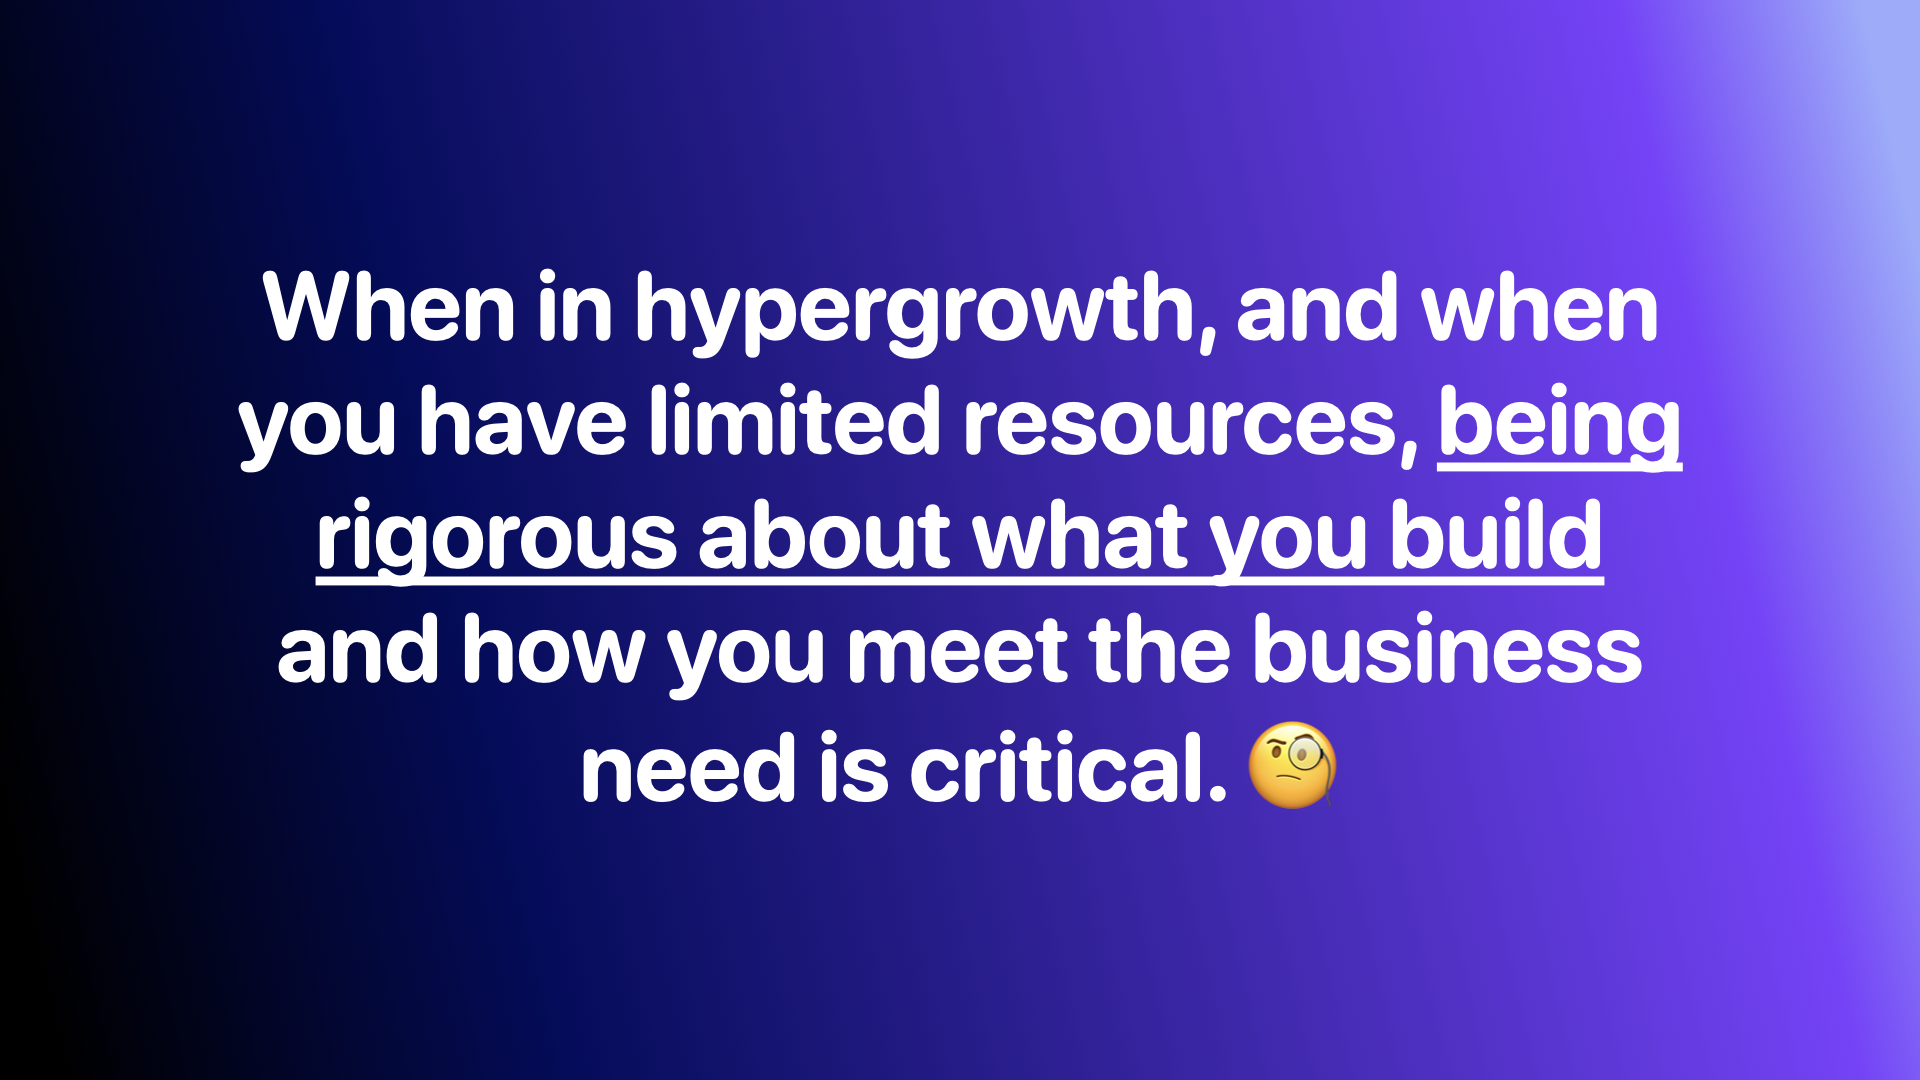 When in hypergrowth, and when
you have limited resources, being
rigorous about what you build
and how you meet the business
need is critical. 🧐